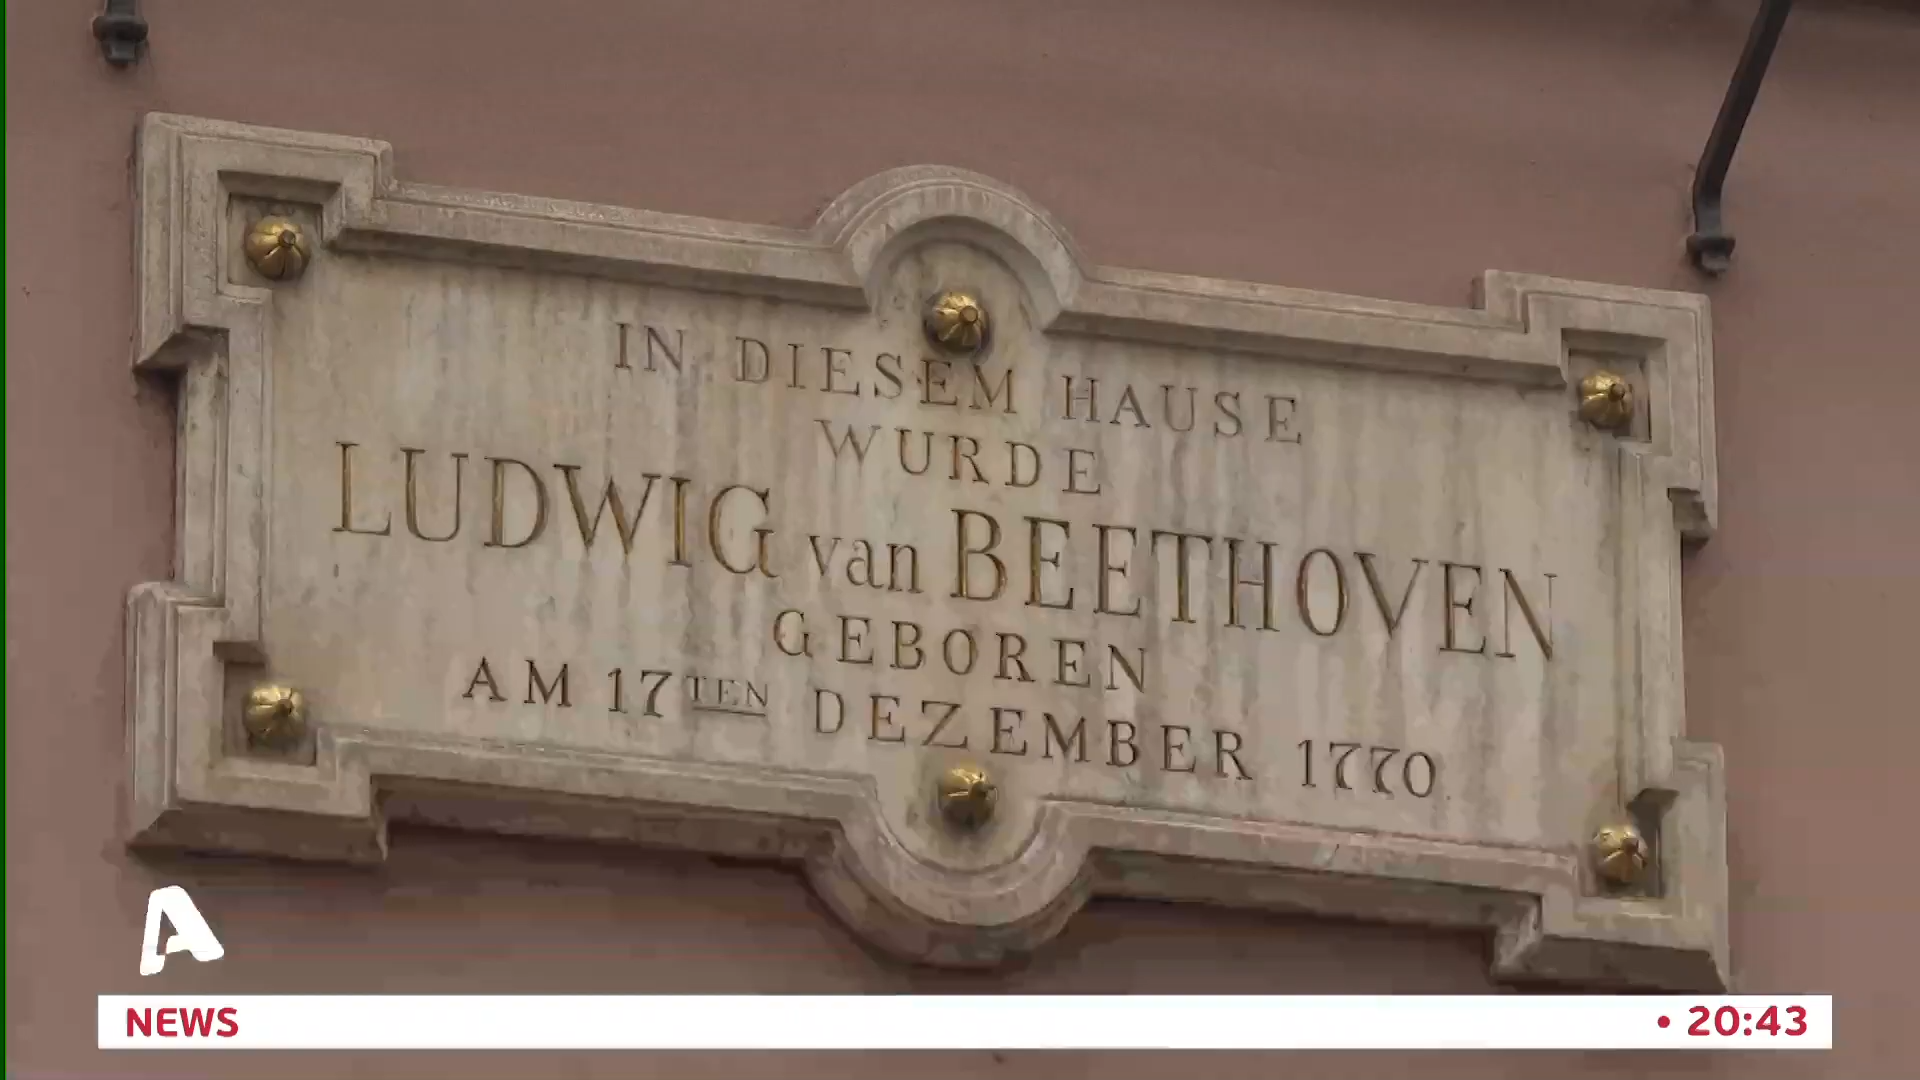 IN DIESEM HAUSE
WURDE
LUDWIG van BEETHOVEN
GEBOREN
AM 17TEN DEZEMBER 1770
A
NEWS
• 20:43